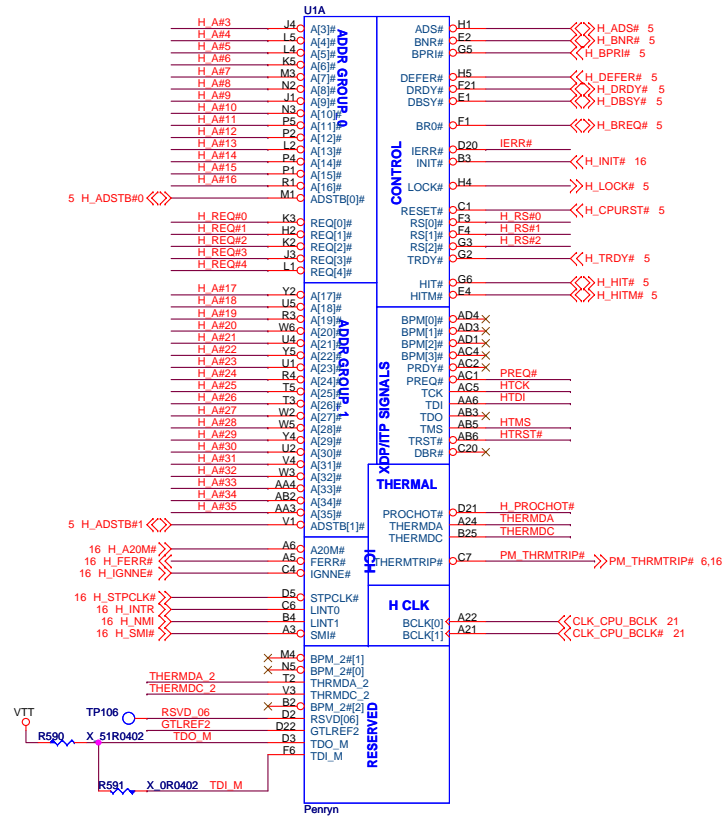 U1A
H_A#3 J4 A[3]# ADS# H1 H_ADS# 5
H_A#4 L5 A[4]# BNR# E2 H_BNR# 5
H_A#5 L4 A[5]# BPRI# G5 H_BPRI# 5
H_A#6 K5 A[6]#
H_A#7 M3 A[7]# DEFER# H5 H_DEFER# 5
H_A#8 N2 A[8]# DRDY# F21 H_DRDY# 5
H_A#9 J1 A[9]# DBSY# E1 H_DBSY# 5
H_A#10 N3 A[10]#
H_A#11 P5 A[11]# BR0# F1 H_BREQ# 5
H_A#12 P2 A[12]#
H_A#13 L2 A[13]# IERR# D20 IERR#
H_A#14 P4 A[14]# INIT# B3 H_INIT# 16
H_A#15 P1 A[15]#
H_A#16 R1 A[16]# LOCK# H4 H_LOCK# 5
5 H_ADSTB#0 M1 ADSTB[0]#
RESET# C1 H_CPURST# 5
H_REQ#0 K3 REQ[0]# RS[0]# F3 H_RS#0
H_REQ#1 H2 REQ[1]# RS[1]# F4 H_RS#1
H_REQ#2 K2 REQ[2]# RS[2]# G3 H_RS#2
H_REQ#3 J3 REQ[3]# TRDY# G2 H_TRDY# 5
H_REQ#4 L1 REQ[4]#
HIT# G6 H_HIT# 5
HITM# E4 H_HITM# 5
ADDR GROUP 0
CONTROL
H_A#17 Y2 A[17]#
H_A#18 U5 A[18]#
H_A#19 R3 A[19]# BPM[0]# AD4
H_A#20 W6 A[20]# BPM[1]# AD3
H_A#21 U4 A[21]# BPM[2]# AD1
H_A#22 Y5 A[22]# BPM[3]# AC4
H_A#23 U1 A[23]# PRDY# AC2
H_A#24 R4 A[24]# PREQ# AC1 PREQ#
H_A#25 T5 A[25]# TCK AC5 HTCK
H_A#26 T3 A[26]# TDI AA6 HTDI
H_A#27 W2 A[27]# TDO AB3
H_A#28 W5 A[28]# TMS AB5 HTMS
H_A#29 Y4 A[29]# TRST# AB6 HTRST#
H_A#30 U2 A[30]# DBR# C20
H_A#31 V4 A[31]#
H_A#32 W3 A[32]#
H_A#33 AA4 A[33]#
H_A#34 AB2 A[34]#
H_A#35 AA3 A[35]#
5 H_ADSTB#1 V1 ADSTB[1]#
ADDR GROUP 1
XDP/ITP SIGNALS
THERMAL
PROCHOT# D21 H_PROCHOT#
THERMDA A24 THERMDA
THERMDC B25 THERMDC
THERMTRIP# C7 PM_THRMTRIP# PM_THRMTRIP# 6,16
16 H_A20M# A6 A20M#
16 H_FERR# A5 FERR#
16 H_IGNNE# C4 IGNNE#
ICH
16 H_STPCLK# D5 STPCLK#
16 H_INTR C6 LINT0
16 H_NMI B4 LINT1
16 H_SMI# A3 SMI#
H CLK
BCLK[0] A22 CLK_CPU_BCLK 21
BCLK[1] A21 CLK_CPU_BCLK# 21
M4 BPM_2#[1]
N5 BPM_2#[0]
THERMDA_2 T2 THRMDA_2
THERMDC_2 V3 THRMDC_2
B2 BPM_2#[2]
TP106 RSVD_06 D2 RSVD[06]
GTLREF2 D22 GTLREF2
VTT
R590 X_51R0402 TDO_M D3 TDO_M
F6 TDI_M
R591 X_0R0402 TDI_M
RESERVED
Penryn